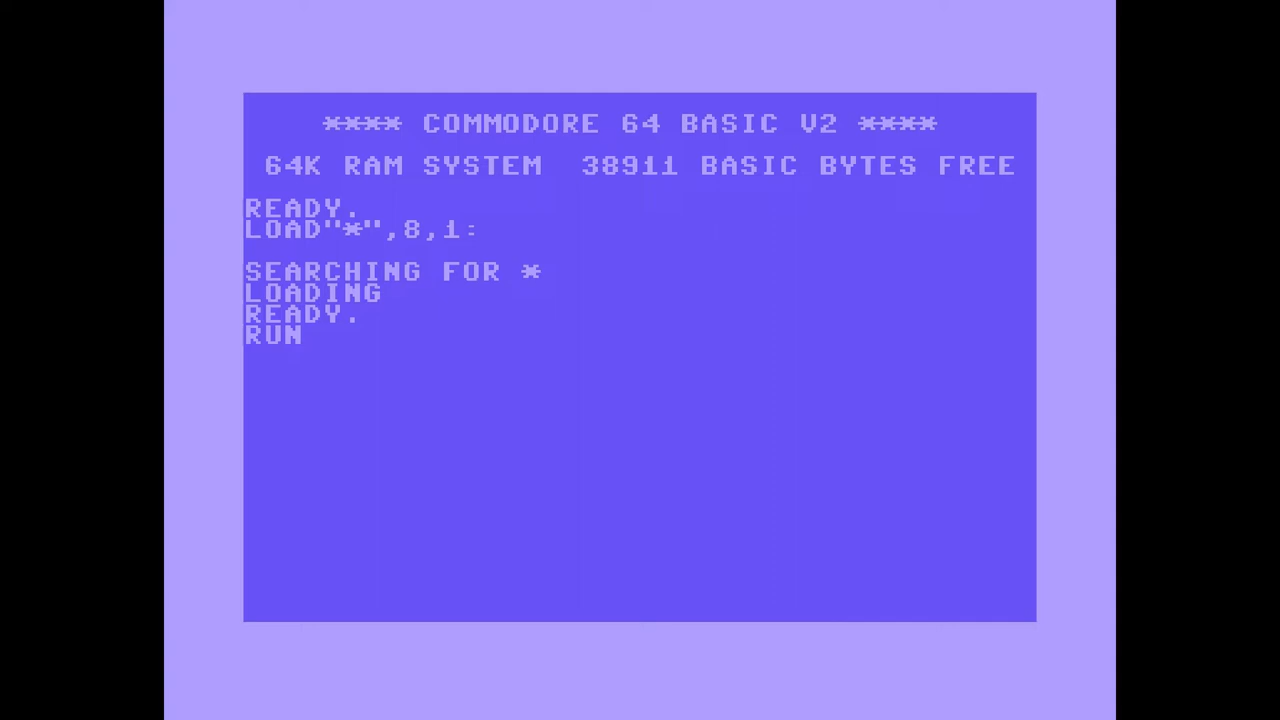 **** COMMODORE 64 BASIC V2 ****
64K RAM SYSTEM  38911 BASIC BYTES FREE
READY.
LOAD"*",8,1:
SEARCHING FOR *
LOADING
READY.
RUN